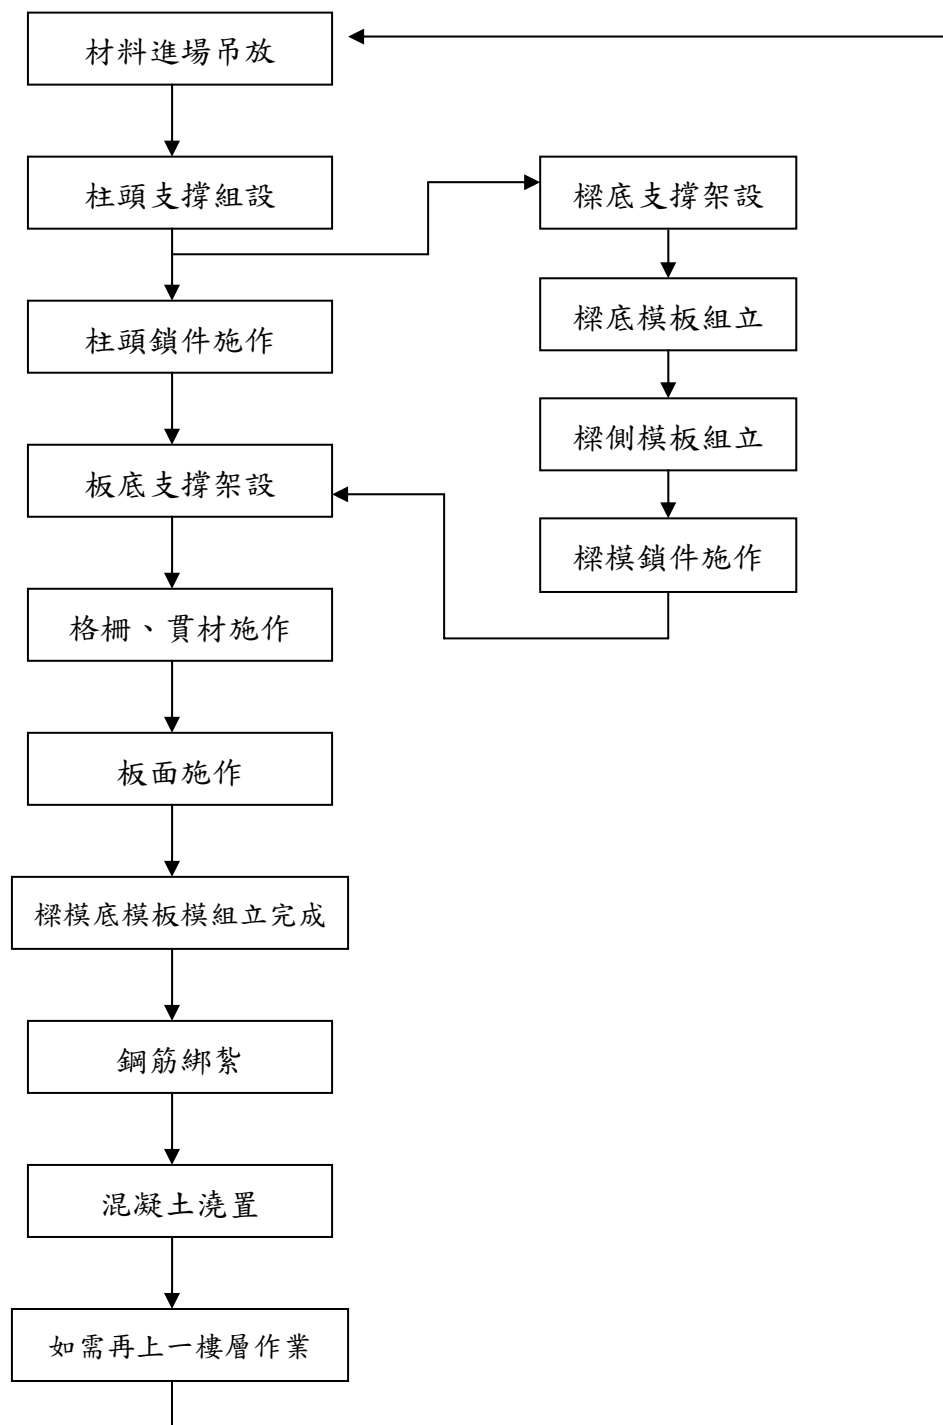 材料進場吊放
柱頭支撐組設
柱頭鎖件施作
板底支撐架設
格柵、貫材施作
板面施作
樑模底模板模組立完成
鋼筋綁紮
混凝土澆置
如需再上一樓層作業
樑底支撐架設
樑底模板組立
樑側模板組立
樑模鎖件施作